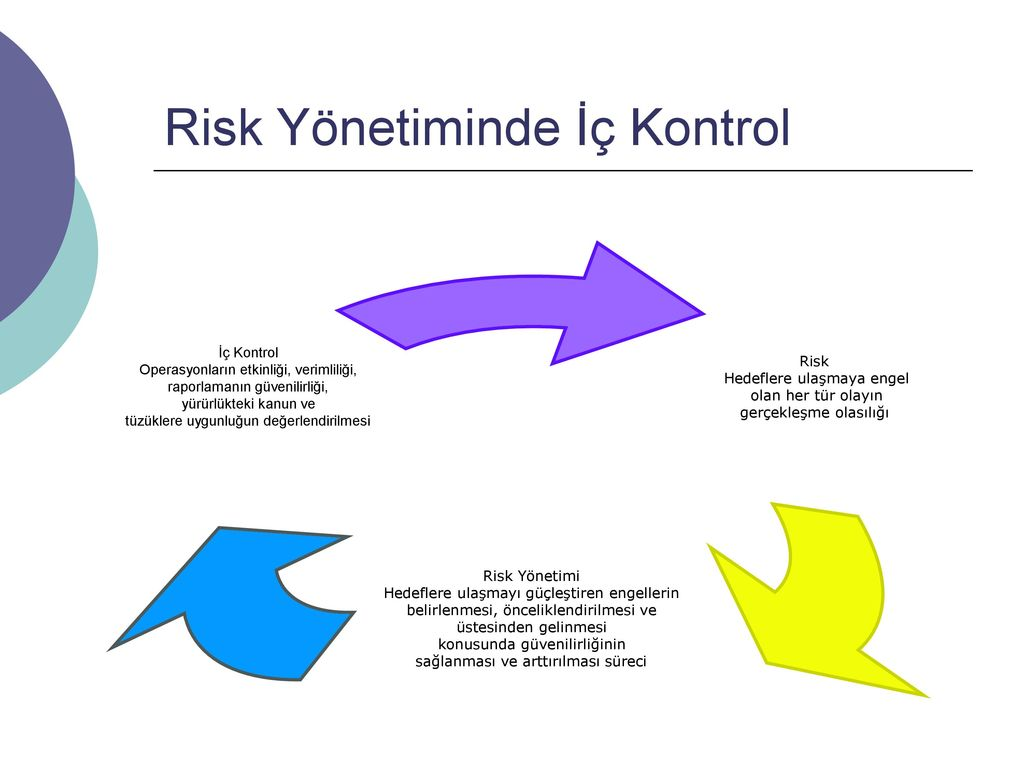 Risk Yönetiminde İç Kontrol
İç Kontrol
Operasyonların etkinliği, verimliliği,
raporlamanın güvenilirliği,
yürürlükteki kanun ve
tüzüklere uygunluğun değerlendirilmesi
Risk
Hedeflere ulaşmaya engel
olan her tür olayın
gerçekleşme olasılığı
Risk Yönetimi
Hedeflere ulaşmayı güçleştiren engellerin
belirlenmesi, önceliklendirilmesi ve
üstesinden gelinmesi
konusunda güvenilirliğinin
sağlanması ve arttırılması süreci